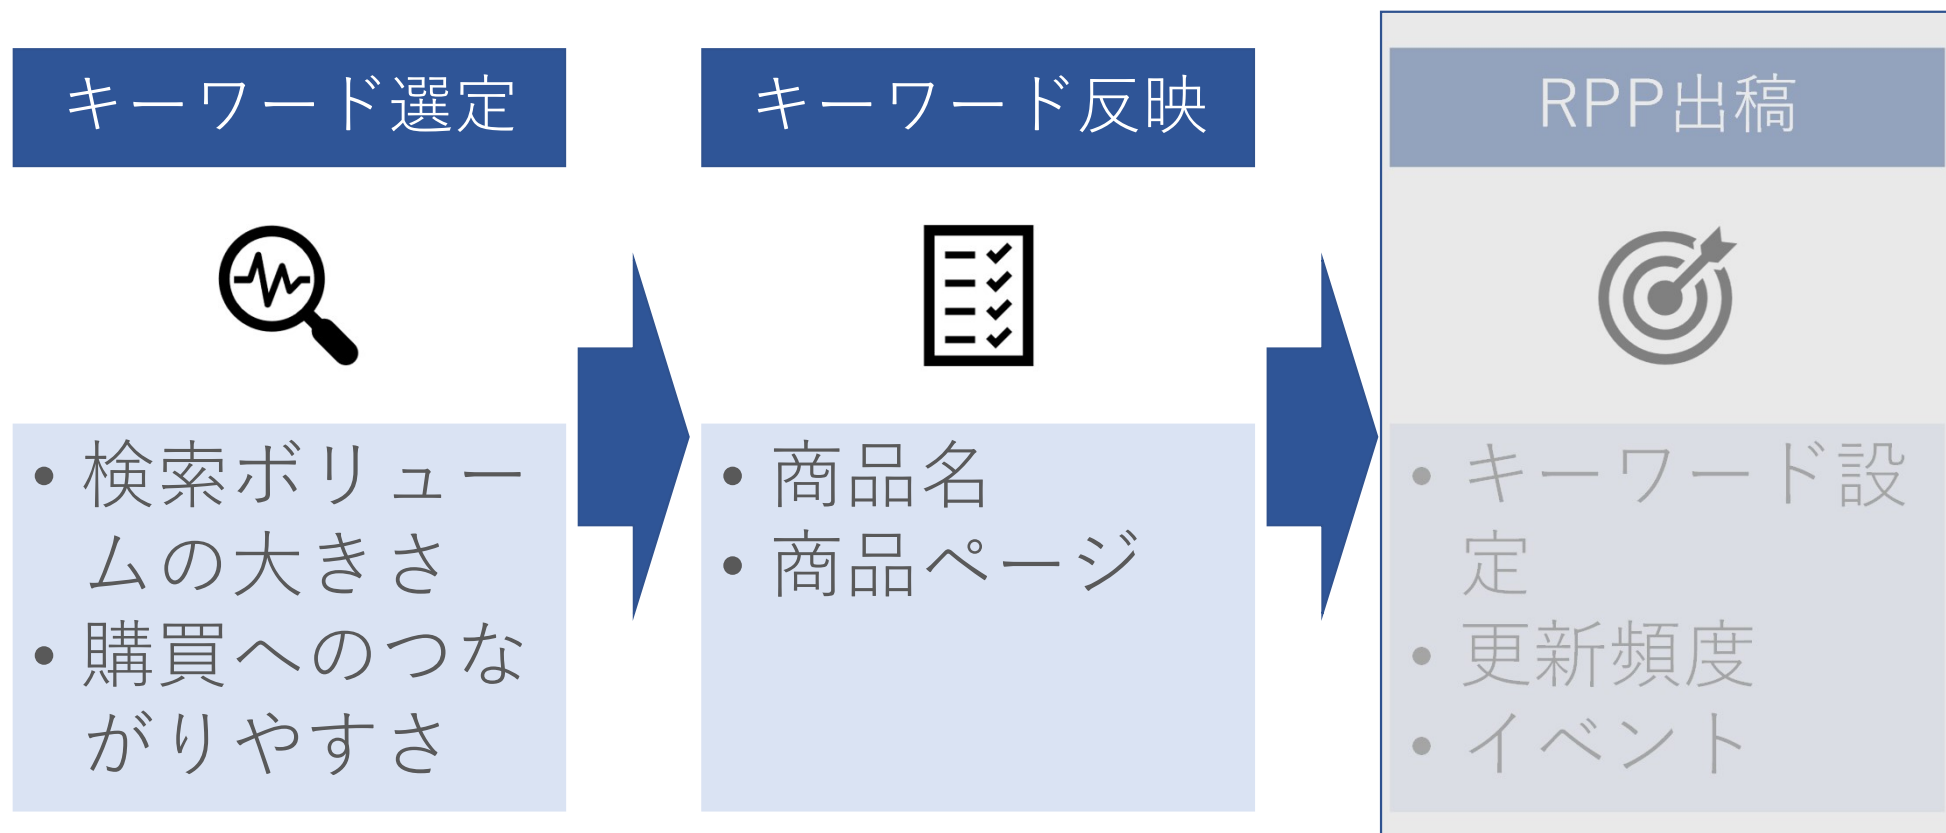 キーワード選定
• 検索ボリュー
ムの大きさ
• 購買へのつな
がりやすさ
キーワード反映
• 商品名
• 商品ページ
RPP出稿
• キーワード設
定
• 更新頻度
• イベント